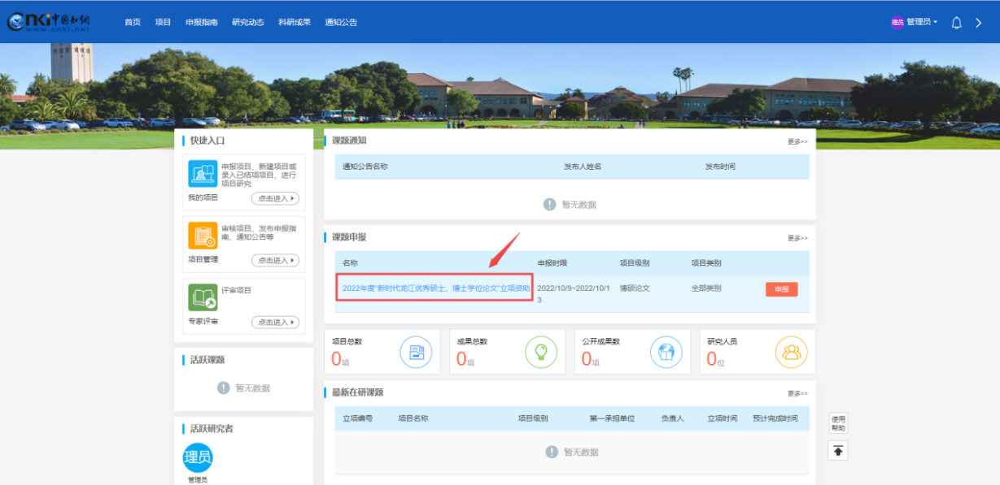 cnki中国知网
www.cnki.net
首页 项目 申报指南 研究动态 科研成果 通知公告
理员 管理员
快捷入口
申报项目、新建项目或
录入已结项项目、进行
项目研究
我的项目
点击进入
审核项目、发布申报指
南、通知公告等
项目管理
点击进入
评审项目
专家评审
点击进入
活跃课题
暂无数据
活跃研究者
理员
管理员
课题通知
更多>>
通知公告名称 发布人姓名 发布时间
暂无数据
课题申报
更多>>
名称 申报时限 项目级别 项目类别
2022年度“新时代龙江优秀硕士、博士学位论文”立项资助 2022/10/9~2022/10/1 博硕论文 全部类别 申报
3
项目总数
0项
成果总数
0项
公开成果数
0项
研究人员
0位
最新在研课题
更多>>
立项编号 项目名称 项目级别 第一承担单位 负责人 立项时间 预计完成时间
暂无数据
使用
帮助